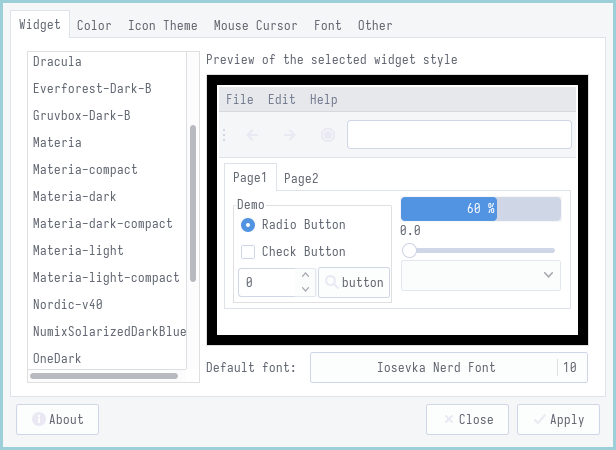 Widget Color Icon Theme Mouse Cursor Font Other
Dracula
Everforest-Dark-B
Gruvbox-Dark-B
Materia
Materia-compact
Materia-dark
Materia-dark-compact
Materia-light
Materia-light-compact
Nordic-v40
NumixSolarizedDarkBlue
OneDark
Preview of the selected widget style
File Edit Help
Page1 Page2
Demo
Radio Button
Check Button
0
button
60 %
0.0
Default font:
Iosevka Nerd Font 10
About
Close
Apply